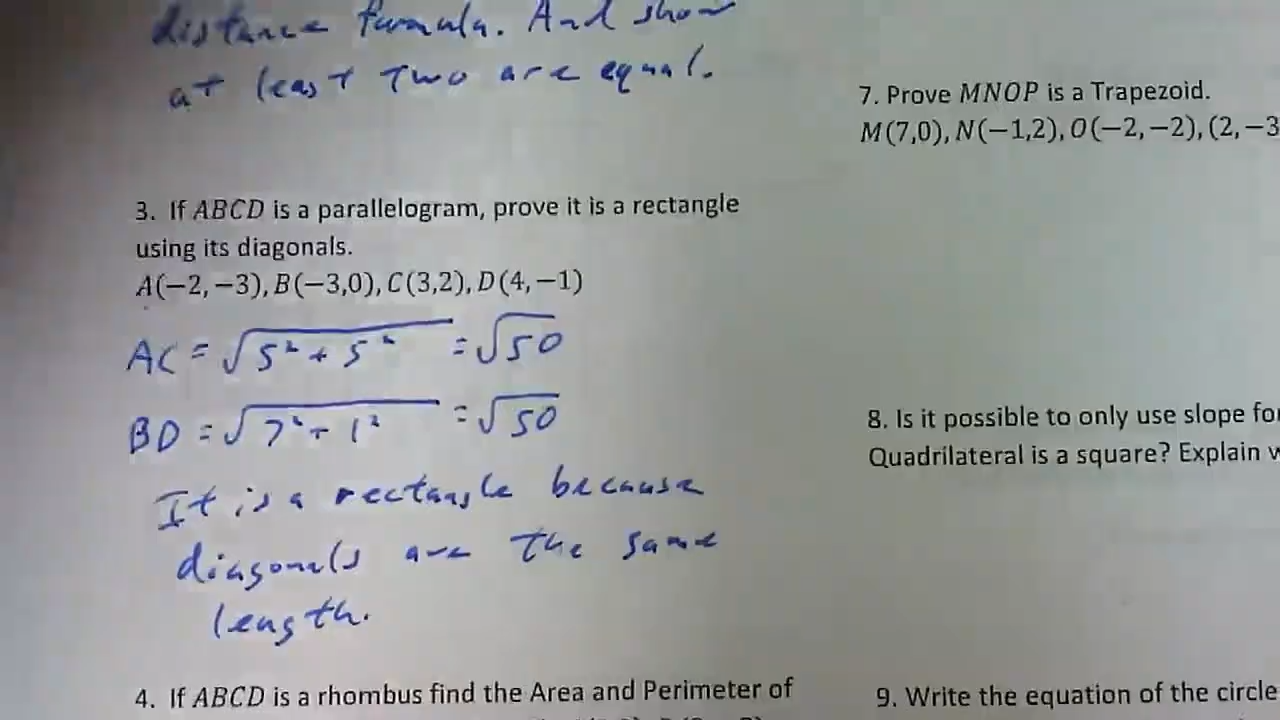 distance formula. And show
at least two are equal.
3. If ABCD is a parallelogram, prove it is a rectangle
using its diagonals.
A(−2,−3), B(−3,0), C(3,2), D(4,−1)
AC = √5² + 5² = √50
BD = √7² + 1² = √50
It is a rectangle because
diagonals are the same
length.
4. If ABCD is a rhombus find the Area and Perimeter of
7. Prove MNOP is a Trapezoid.
M(7,0), N(−1,2), O(−2,−2), (2,−3
8. Is it possible to only use slope for
Quadrilateral is a square? Explain
9. Write the equation of the circle